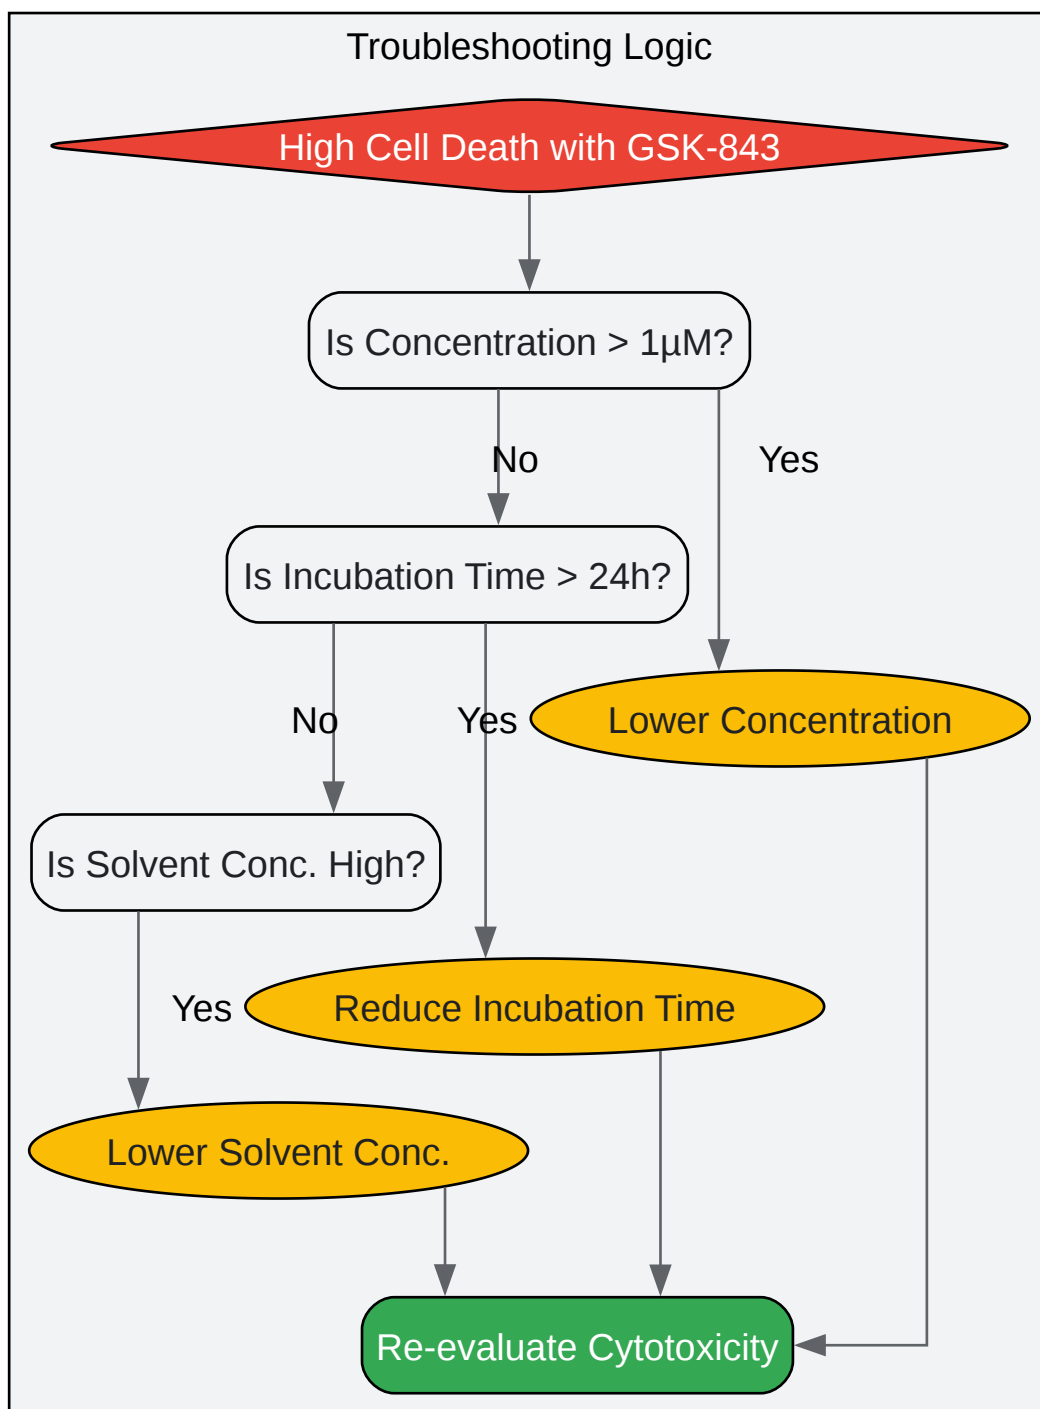 Troubleshooting Logic
High Cell Death with GSK-843
Is Concentration > 1µM?
No
Yes
Is Incubation Time > 24h?
No
Yes
Lower Concentration
Is Solvent Conc. High?
Yes
Reduce Incubation Time
Lower Solvent Conc.
Re-evaluate Cytotoxicity